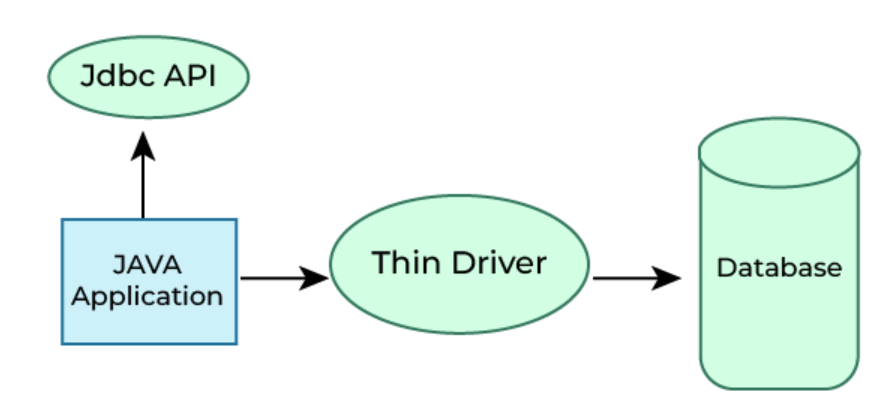 Jdbc API
JAVA
Application
Thin Driver
Database